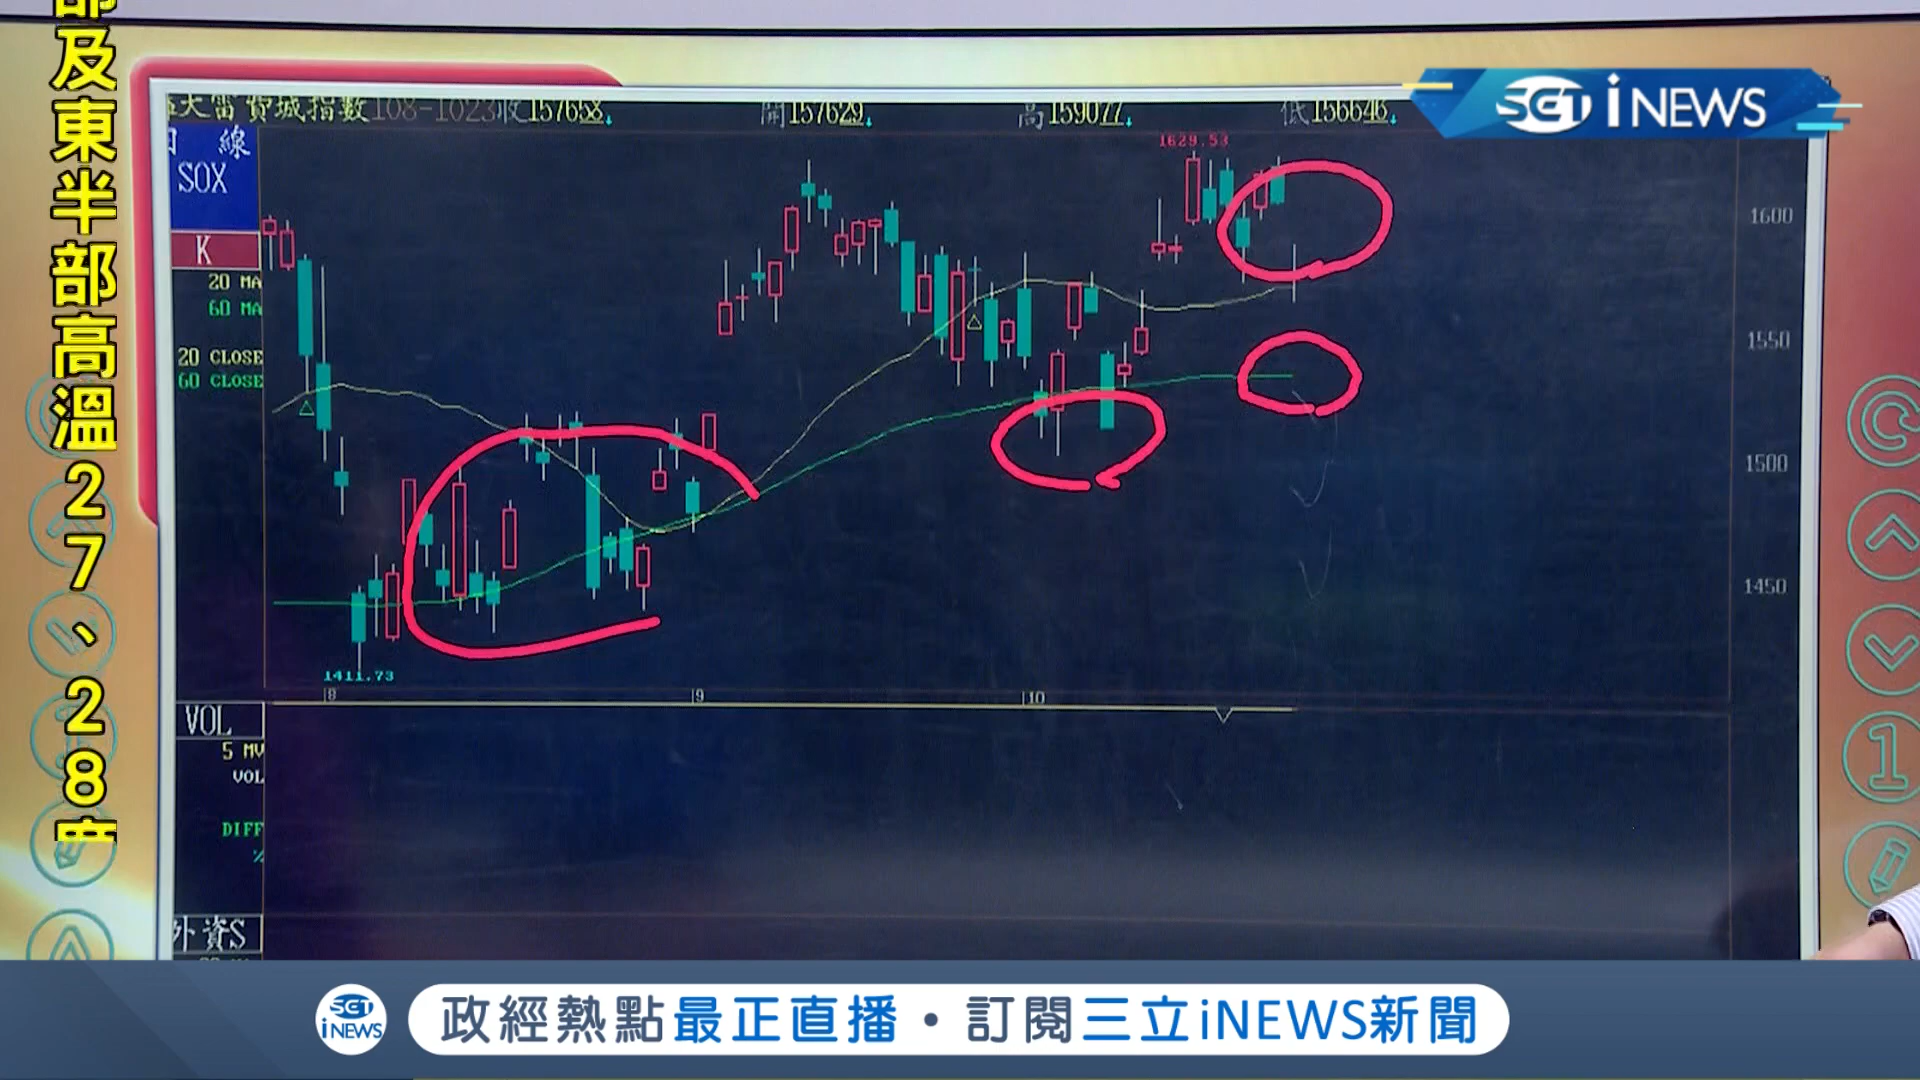 部及東半部高溫27、28度
費城指數108-1023收157658
開157629
高159077
低156646
SGT iNEWS
日線
SOX
K
20 MA
60 MA
20 CLOSE
60 CLOSE
1629.53
1600
1550
1500
1450
1411.73
8
9
10
VOL
5 MV
VOL
DIFF
%
外資S
1
SGT iNEWS
政經熱點最正直播・訂閱三立iNEWS新聞